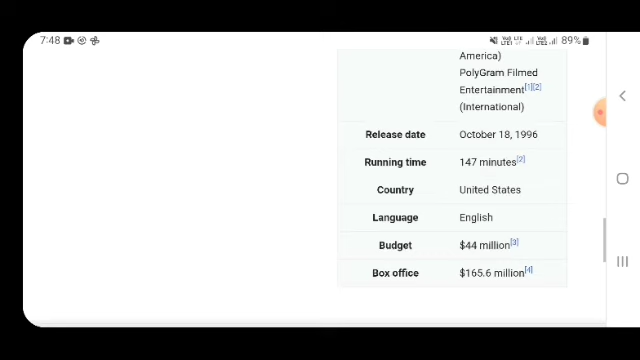 7:48 89%
America)
PolyGram Filmed
Entertainment[1][2]
(International)
Release date October 18, 1996
Running time 147 minutes[2]
Country United States
Language English
Budget $44 million[3]
Box office $165.6 million[4]